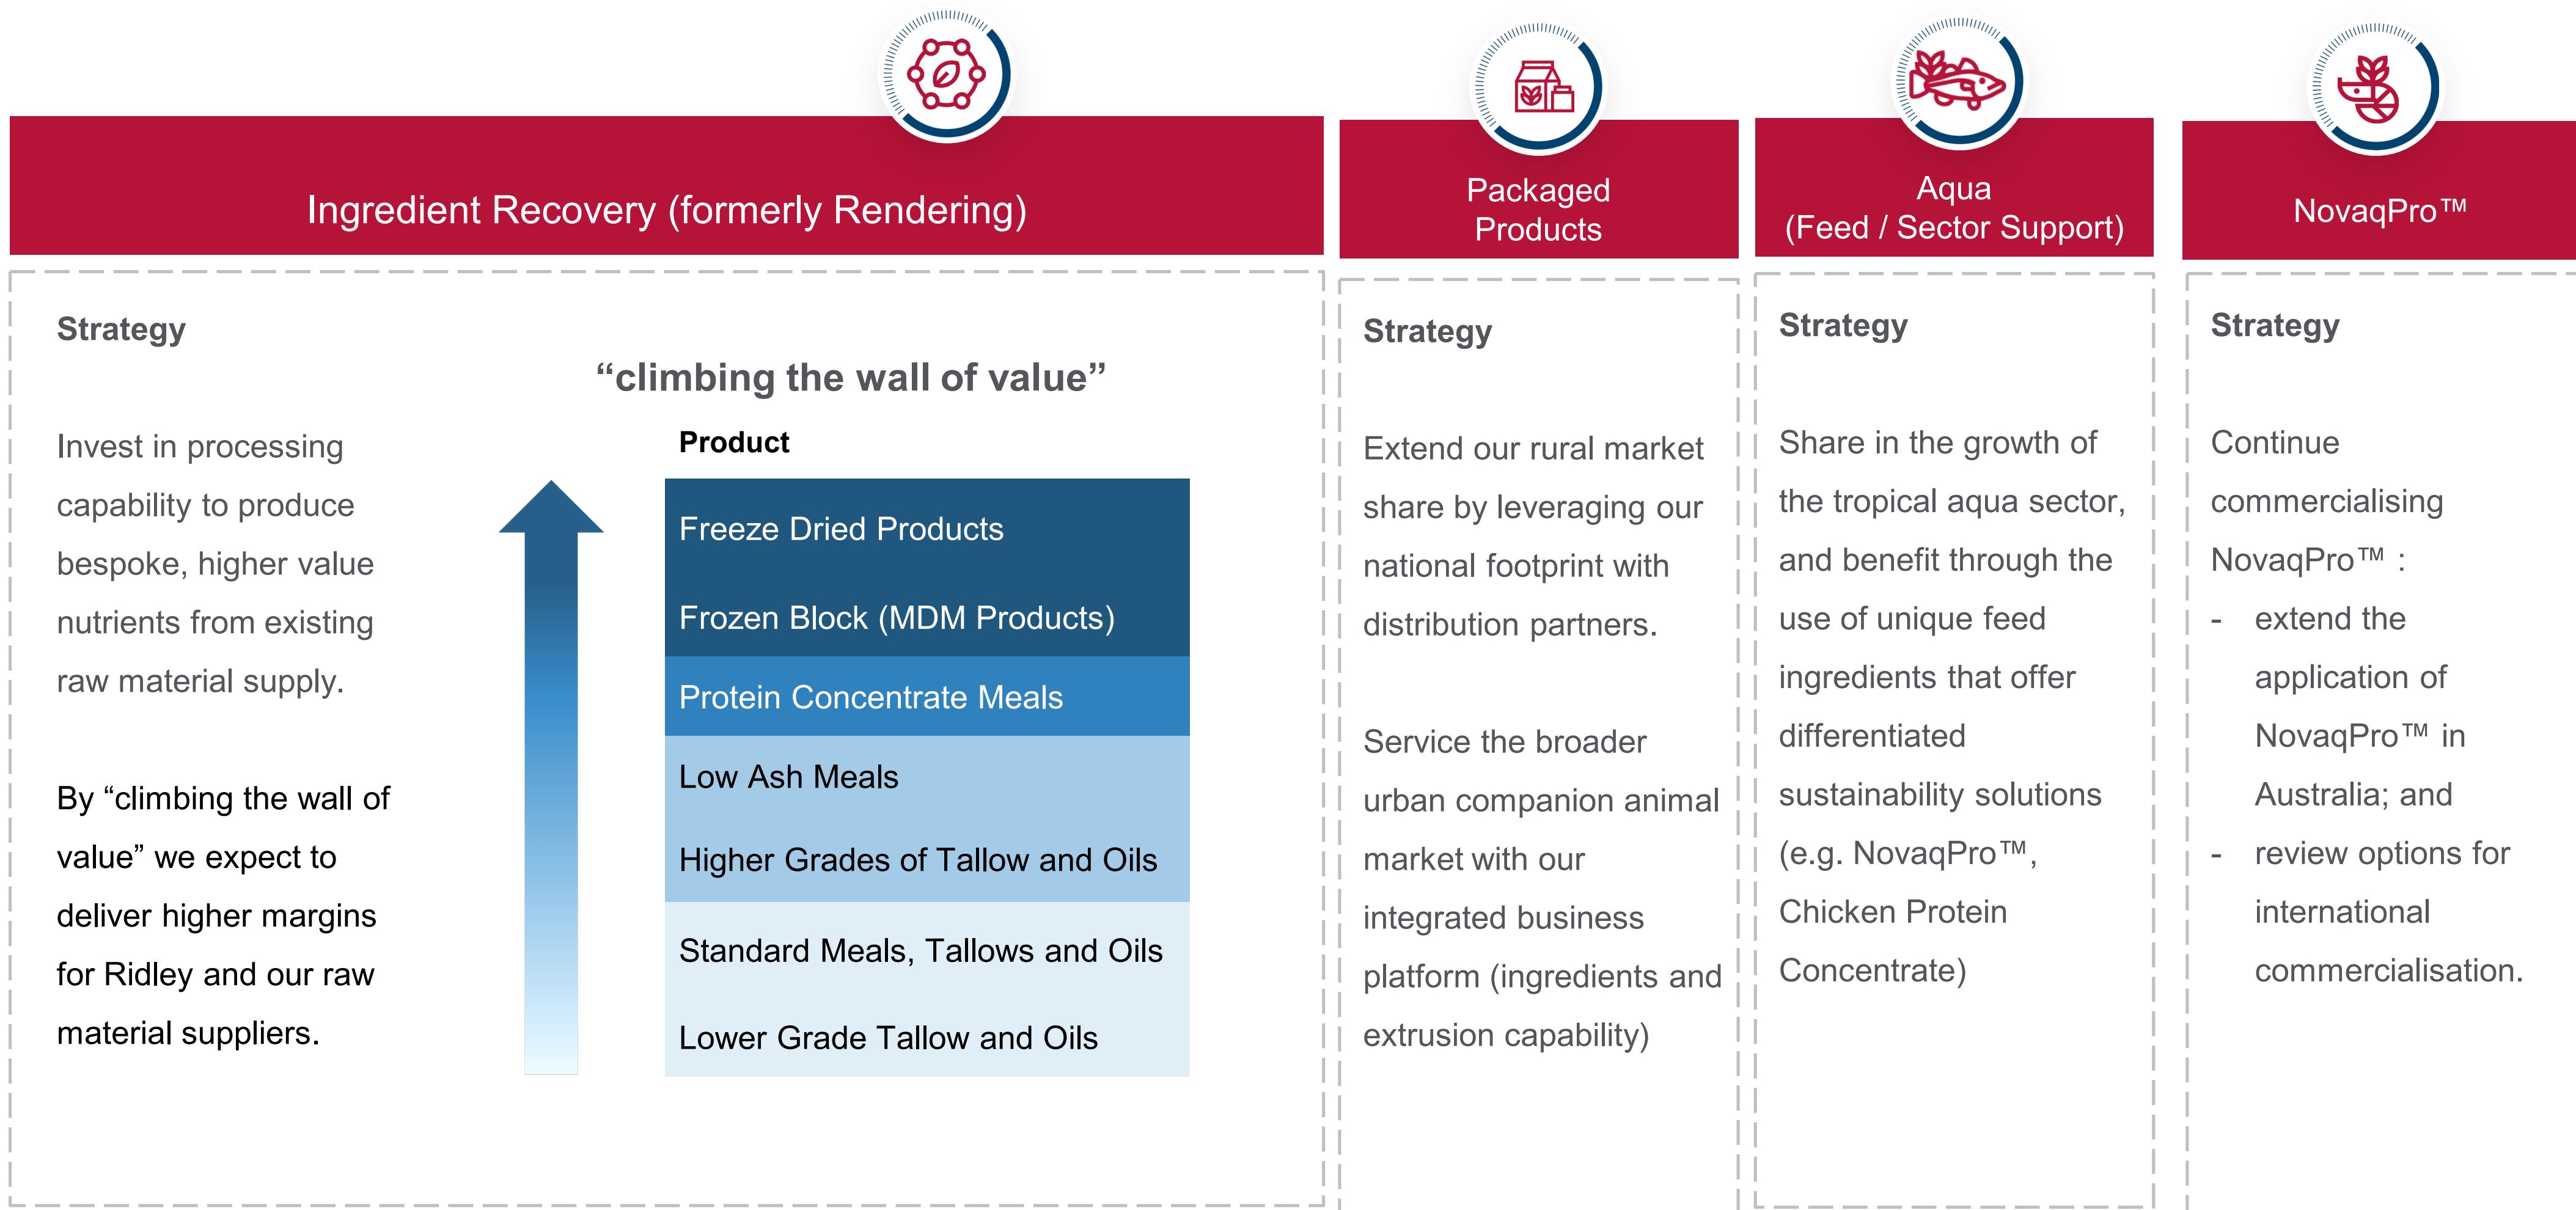 Ingredient Recovery (formerly Rendering)
Strategy
Invest in processing
capability to produce
bespoke, higher value
nutrients from existing
raw material supply.
By “climbing the wall of
value” we expect to
deliver higher margins
for Ridley and our raw
material suppliers.
“climbing the wall of value”
Product
Freeze Dried Products
Frozen Block (MDM Products)
Protein Concentrate Meals
Low Ash Meals
Higher Grades of Tallow and Oils
Standard Meals, Tallows and Oils
Lower Grade Tallow and Oils
Packaged
Products
Strategy
Extend our rural market
share by leveraging our
national footprint with
distribution partners.
Service the broader
urban companion animal
market with our
integrated business
platform (ingredients and
extrusion capability)
Aqua
(Feed / Sector Support)
Strategy
Share in the growth of
the tropical aqua sector,
and benefit through the
use of unique feed
ingredients that offer
differentiated
sustainability solutions
(e.g. NovaqPro™,
Chicken Protein
Concentrate)
NovaqPro™
Strategy
Continue
commercialising
NovaqPro™ :
- extend the
application of
NovaqPro™ in
Australia; and
- review options for
international
commercialisation.